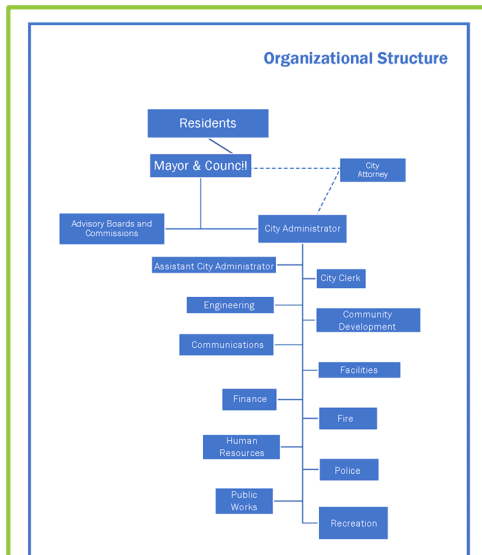 Organizational Structure
Residents
Mayor & Council
City
Attorney
Advisory Boards and
Commissions
City Administrator
Assistant City Administrator
City Clerk
Engineering
Community
Development
Communications
Facilities
Finance
Fire
Human
Resources
Police
Public
Works
Recreation